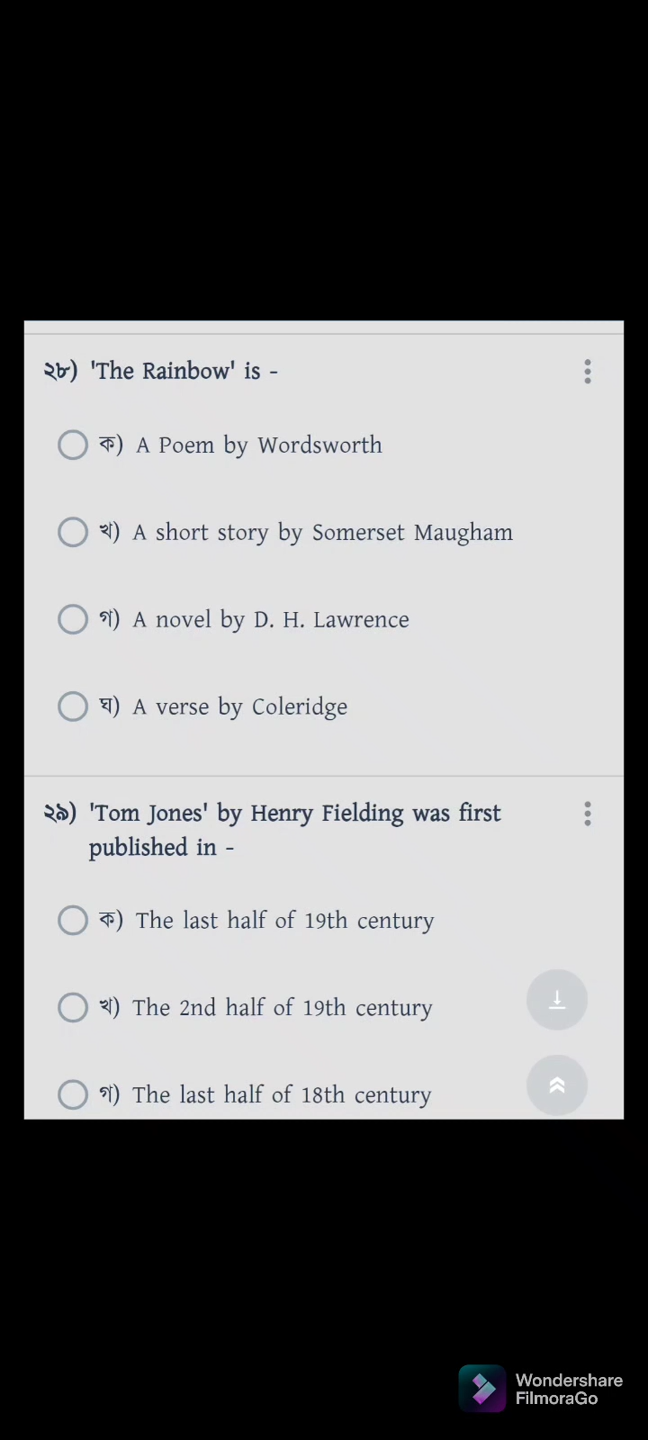 ২৮) 'The Rainbow' is -
ক) A Poem by Wordsworth
খ) A short story by Somerset Maugham
গ) A novel by D. H. Lawrence
ঘ) A verse by Coleridge
২৯) 'Tom Jones' by Henry Fielding was first
published in -
ক) The last half of 19th century
খ) The 2nd half of 19th century
গ) The last half of 18th century
Wondershare
FilmoraGo